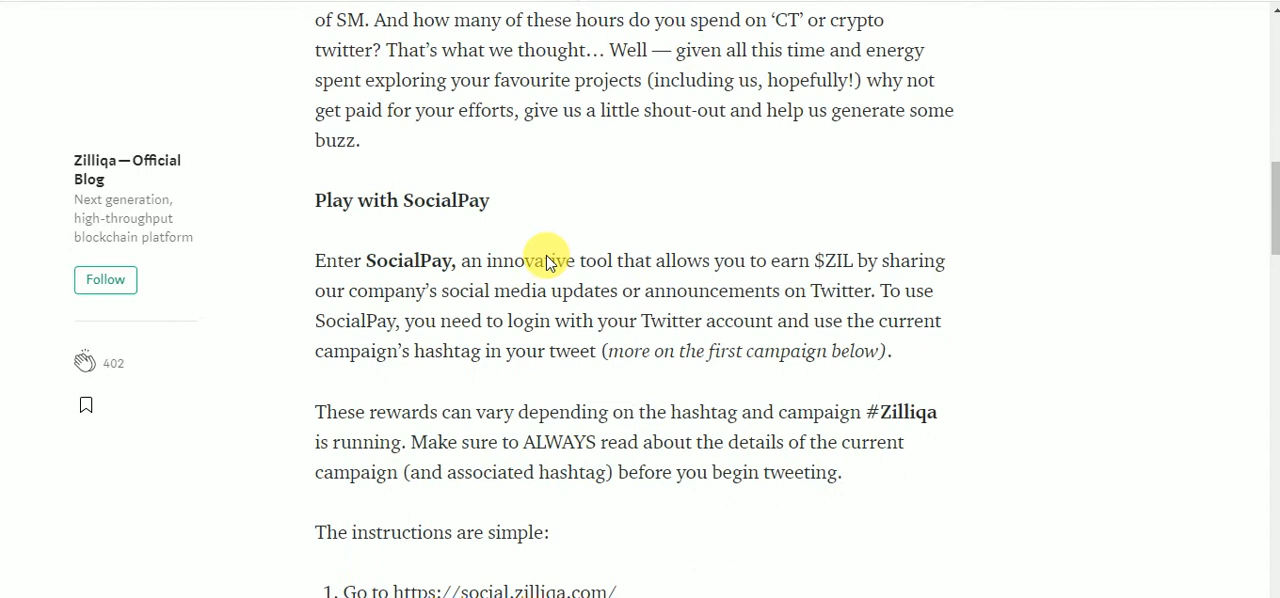 of SM. And how many of these hours do you spend on ‘CT’ or crypto
twitter? That’s what we thought… Well — given all this time and energy
spent exploring your favourite projects (including us, hopefully!) why not
get paid for your efforts, give us a little shout-out and help us generate some
buzz.
Zilliqa — Official
Blog
Next generation,
high-throughput
blockchain platform
Follow
402
Play with SocialPay
Enter SocialPay, an innovative tool that allows you to earn $ZIL by sharing
our company’s social media updates or announcements on Twitter. To use
SocialPay, you need to login with your Twitter account and use the current
campaign’s hashtag in your tweet (more on the first campaign below).
These rewards can vary depending on the hashtag and campaign #Zilliqa
is running. Make sure to ALWAYS read about the details of the current
campaign (and associated hashtag) before you begin tweeting.
The instructions are simple:
1. Go to https://social.zilliqa.com/